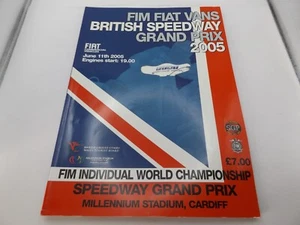 FIM FIAT VANS
BRITISH SPEEDWAY
GRAND PRIX
2005
FIAT
June 11th 2005
Engines start: 19.00
£7.00
FIM INDIVIDUAL WORLD CHAMPIONSHIP
SPEEDWAY GRAND PRIX
MILLENNIUM STADIUM, CARDIFF